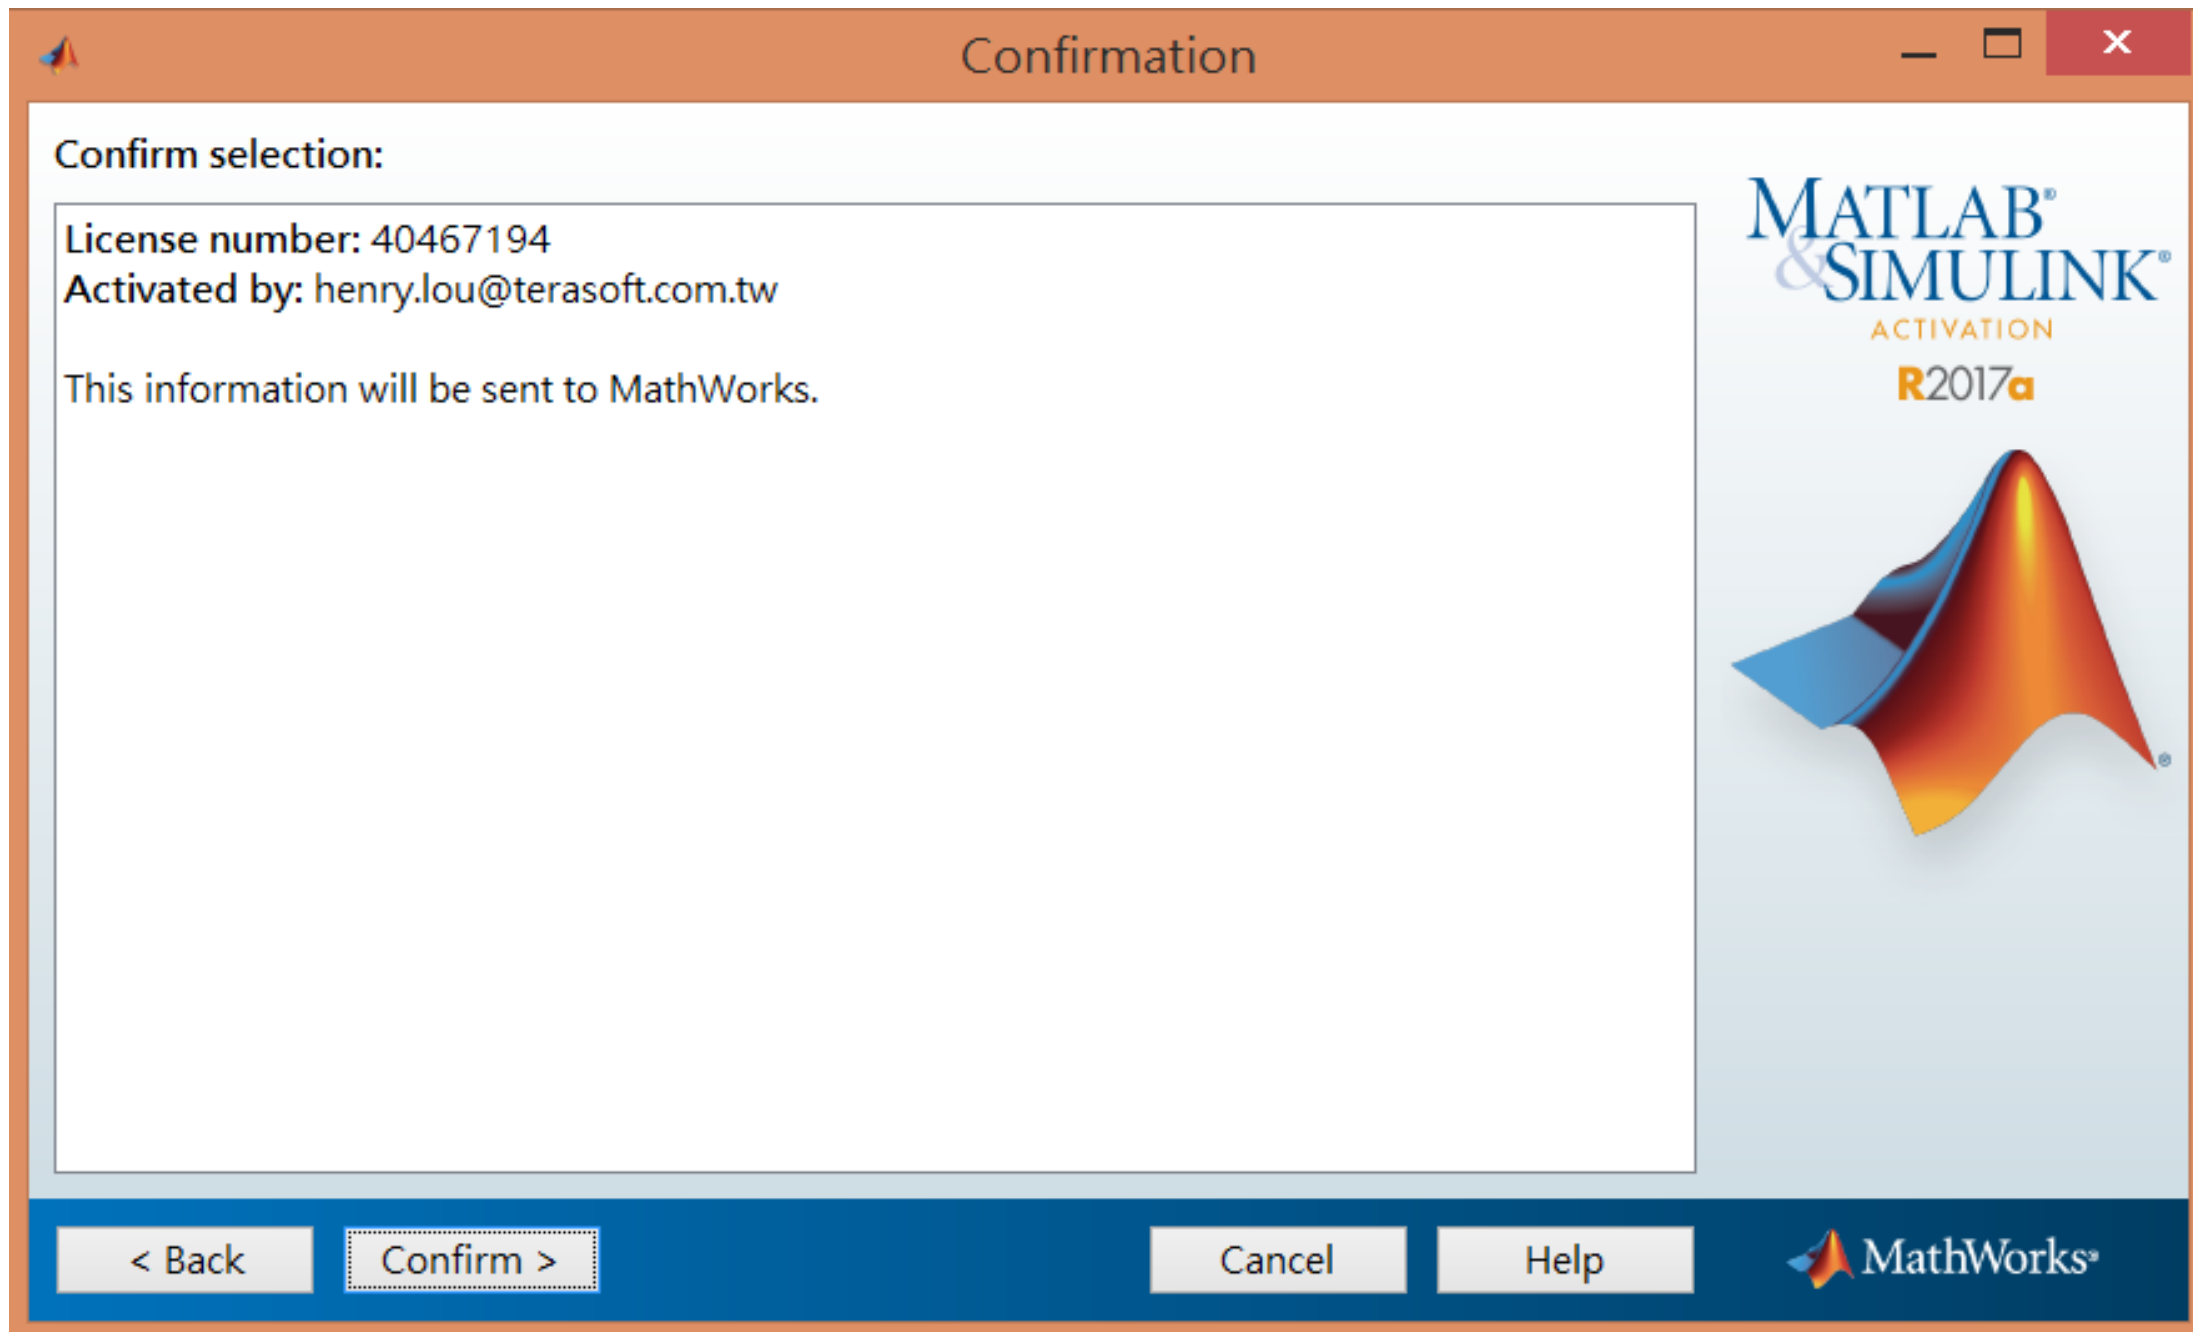 Confirmation
Confirm selection:
License number: 40467194
Activated by: henry.lou@terasoft.com.tw
This information will be sent to MathWorks.
MATLAB®
&SIMULINK®
ACTIVATION
R2017a
®
< Back
Confirm >
Cancel
Help
MathWorks®